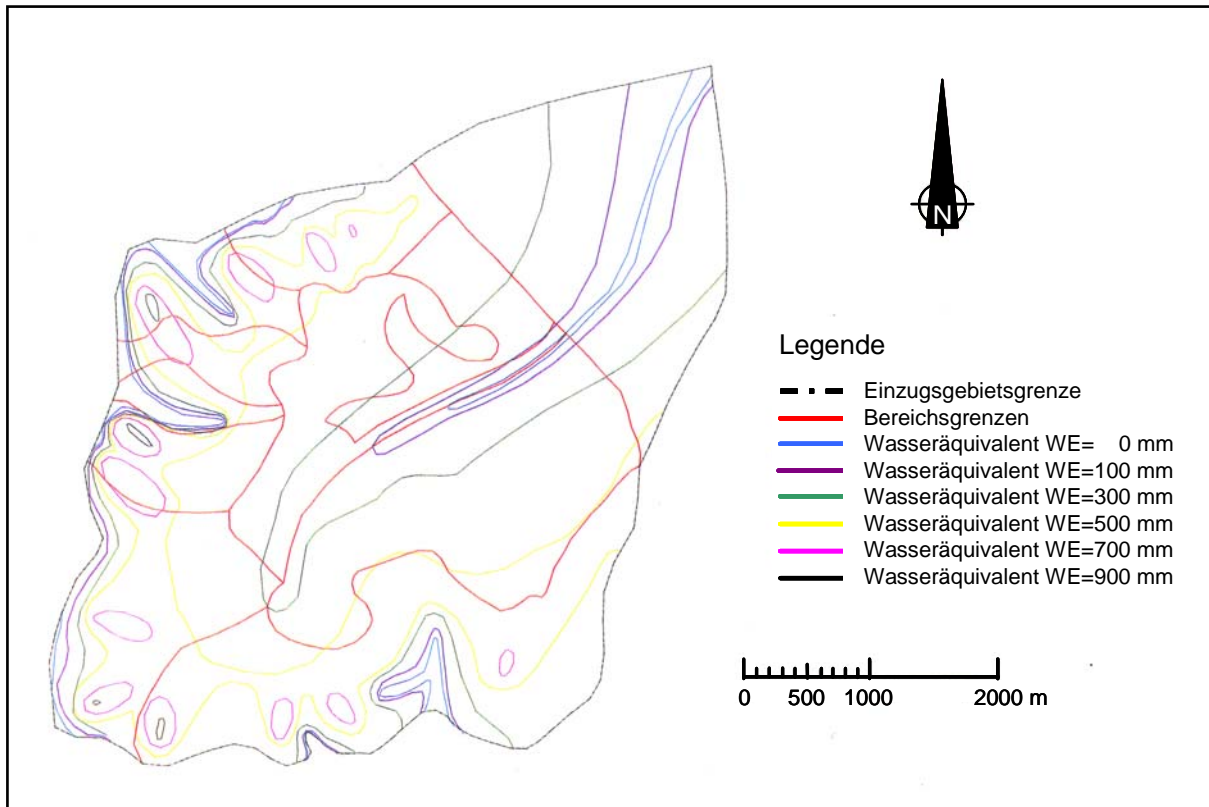 N
Legende
Einzugsgebietsgrenze
Bereichsgrenzen
Wasseräquivalent WE= 0 mm
Wasseräquivalent WE=100 mm
Wasseräquivalent WE=300 mm
Wasseräquivalent WE=500 mm
Wasseräquivalent WE=700 mm
Wasseräquivalent WE=900 mm
0 500 1000 2000 m